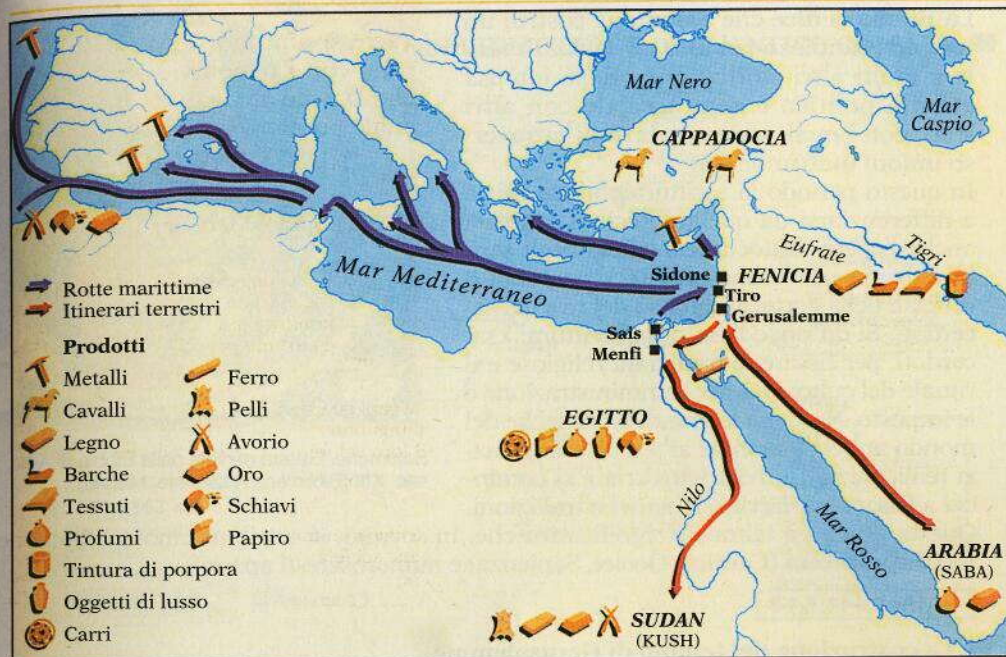 Mar Nero
Mar
Caspio
CAPPADOCIA
Eufrate
Tigri
Mar Mediterraneo
Sidone
FENICIA
Tiro
Gerusalemme
Sais
Menfi
EGITTO
Nilo
Mar Rosso
ARABIA
(SABA)
SUDAN
(KUSH)
Rotte marittime
Itinerari terrestri
Prodotti
Metalli
Cavalli
Legno
Barche
Tessuti
Profumi
Tintura di porpora
Oggetti di lusso
Carri
Ferro
Pelli
Avorio
Oro
Schiavi
Papiro